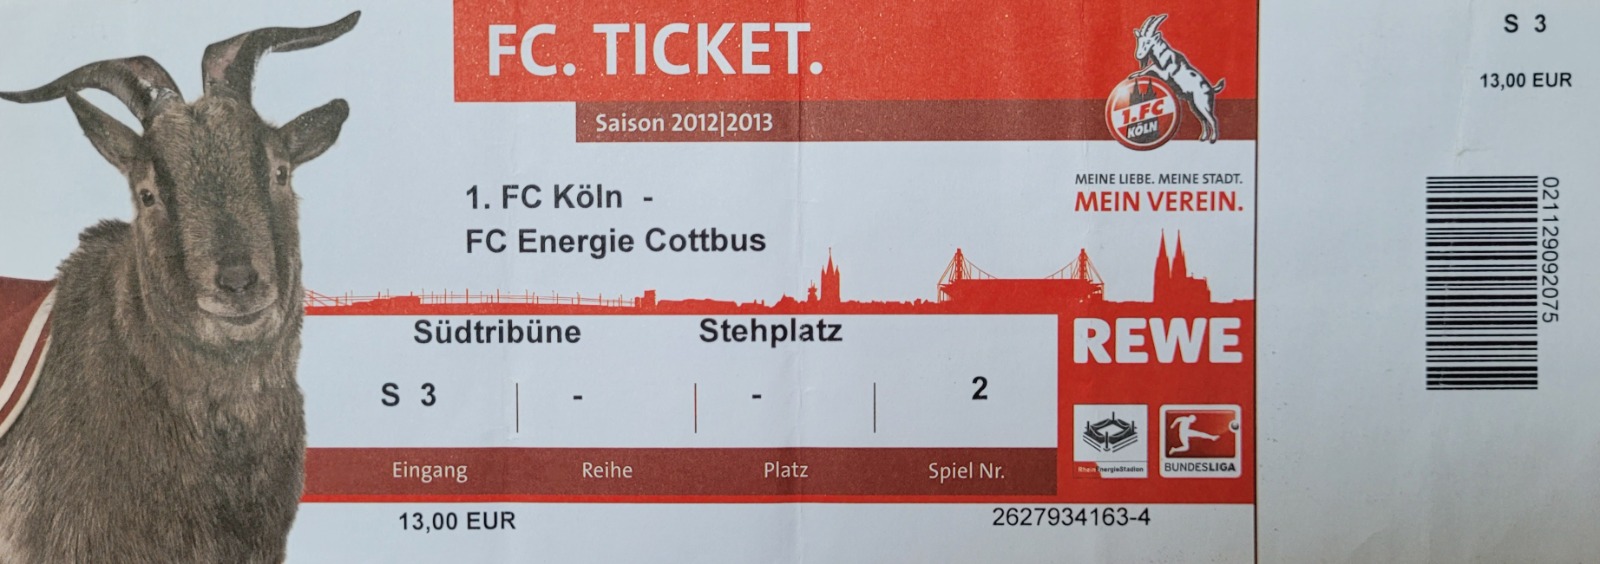 FC. TICKET.
Saison 2012|2013
1. FC KÖLN
MEINE LIEBE. MEINE STADT.
MEIN VEREIN.
1. FC Köln -
FC Energie Cottbus
Südtribüne Stehplatz
S 3 - - 2
Eingang Reihe Platz Spiel Nr.
REWE
RheinEnergieStadion
BUNDESLIGA
13,00 EUR 2627934163-4
S 3
13,00 EUR
021129092075